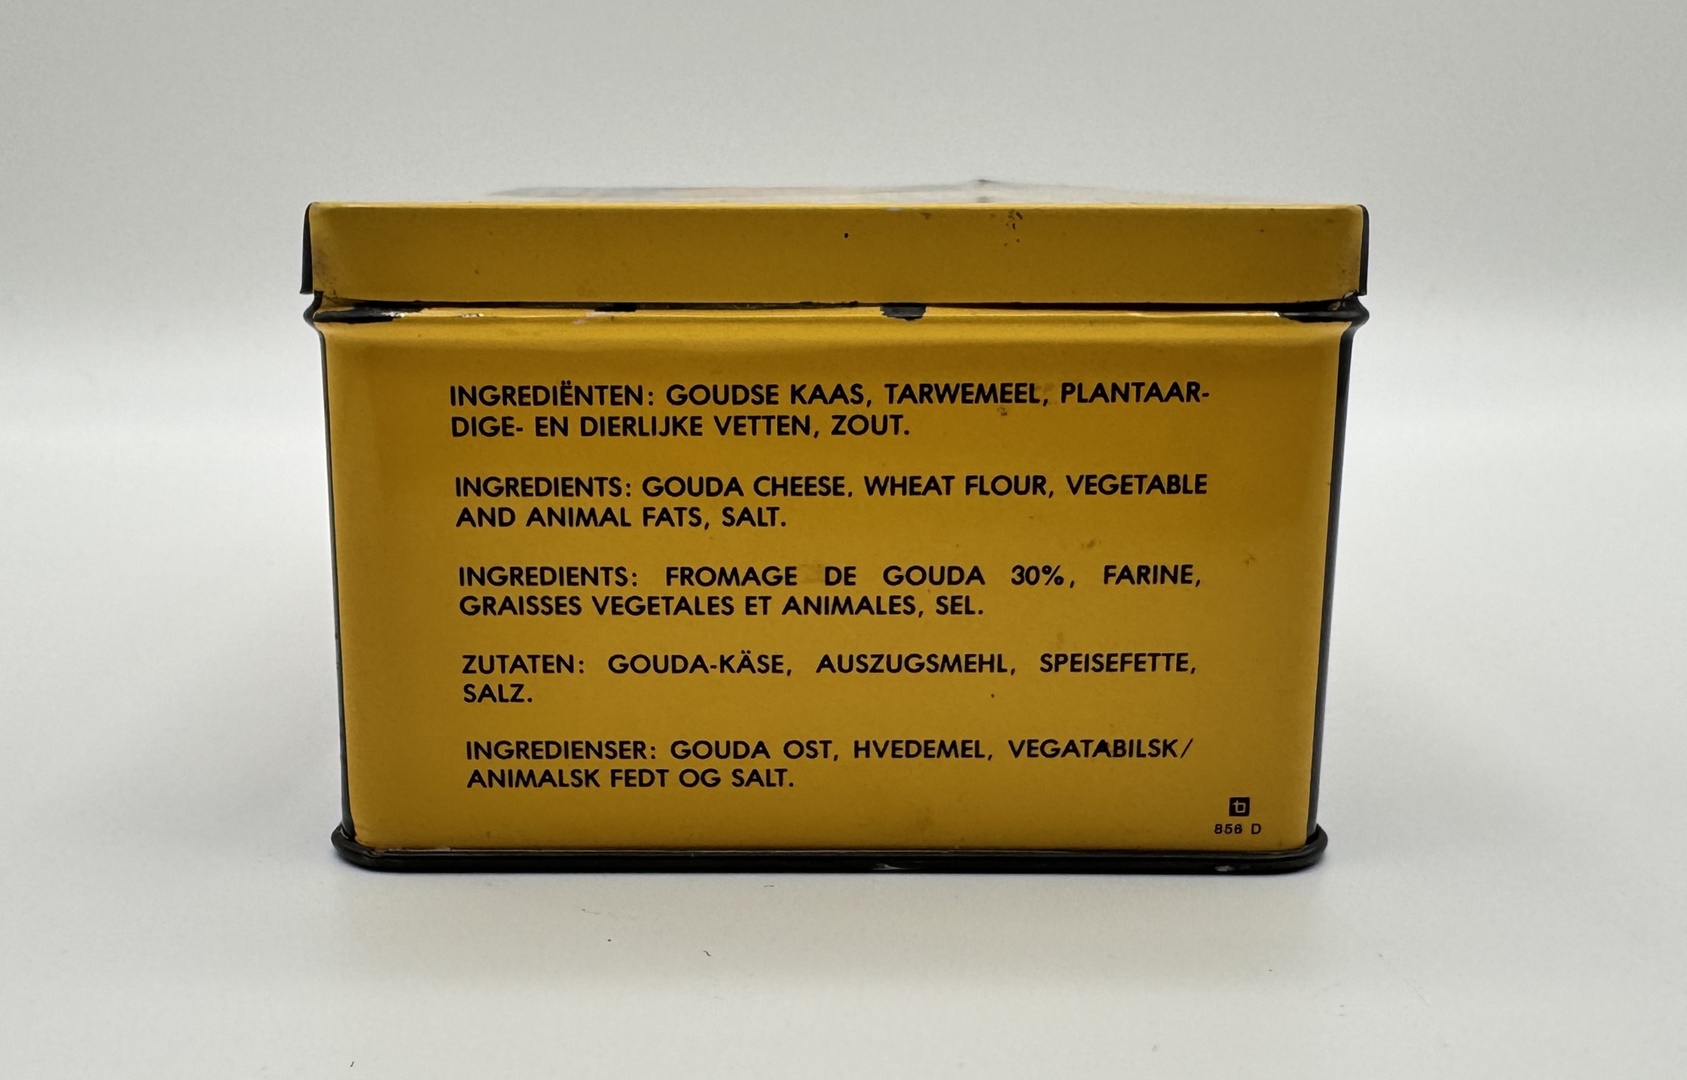 INGREDIËNTEN: GOUDSE KAAS, TARWEMEEL, PLANTAAR-
DIGE- EN DIERLIJKE VETTEN, ZOUT.
INGREDIENTS: GOUDA CHEESE, WHEAT FLOUR, VEGETABLE
AND ANIMAL FATS, SALT.
INGREDIENTS: FROMAGE DE GOUDA 30%, FARINE,
GRAISSES VEGETALES ET ANIMALES, SEL.
ZUTATEN: GOUDA-KÄSE, AUSZUGSMEHL, SPEISEFETTE,
SALZ.
INGREDIENSER: GOUDA OST, HVEDEMEL, VEGATABILSK/
ANIMALSK FEDT OG SALT.
856 D